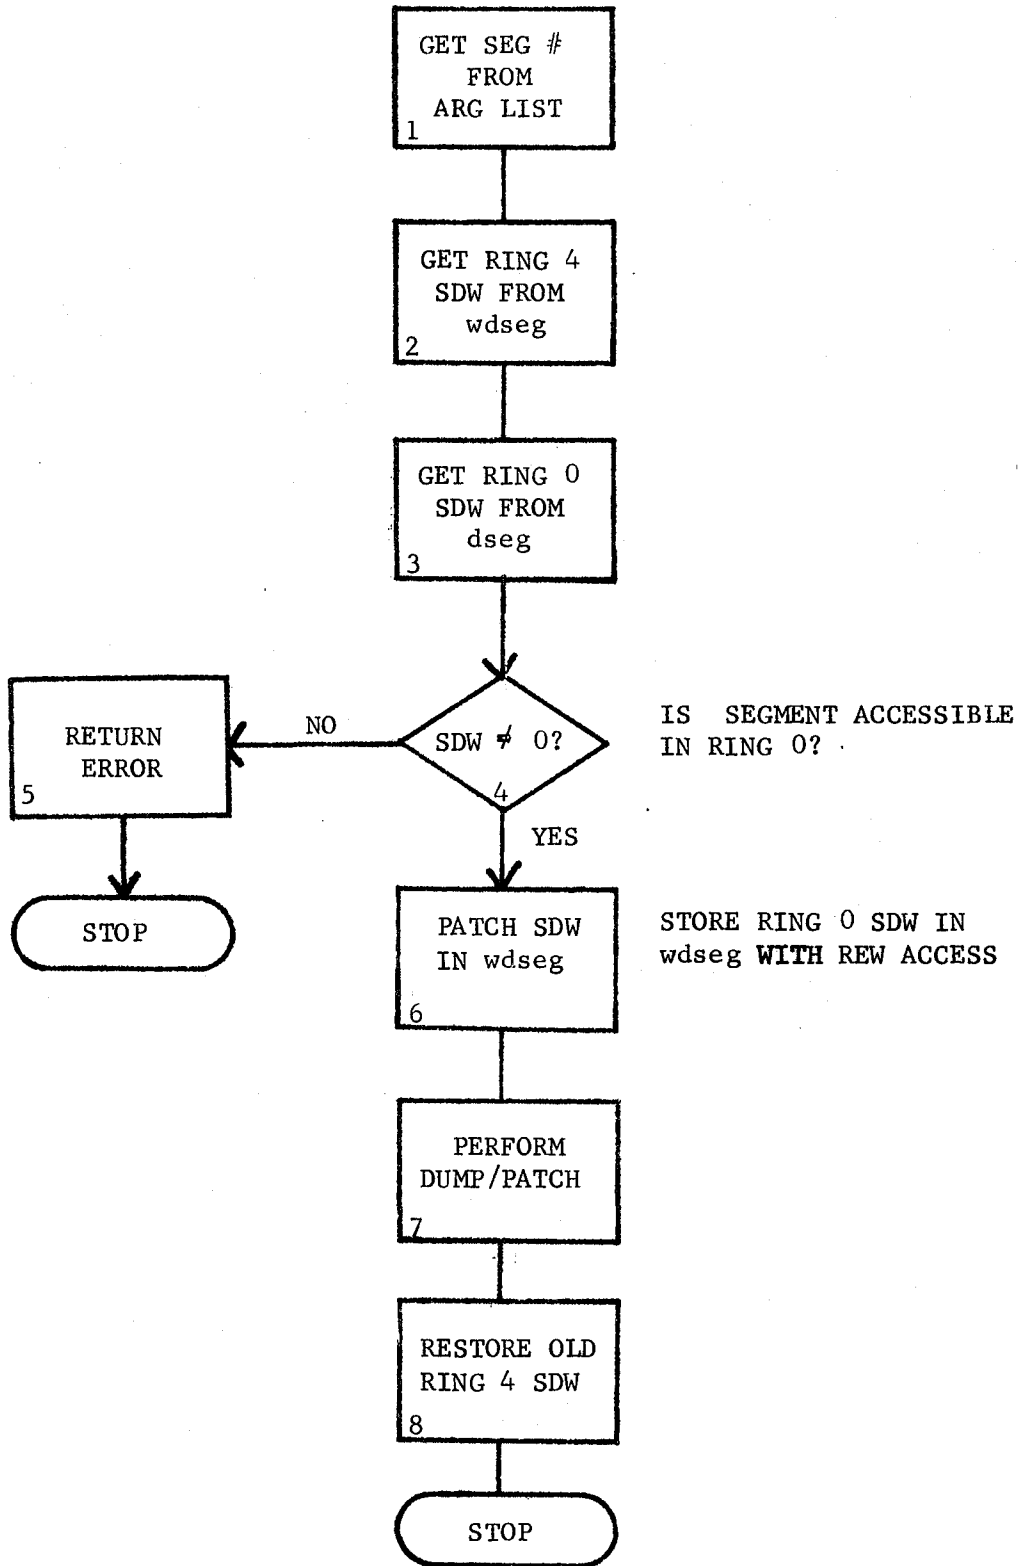 GET SEG #
FROM
ARG LIST
1
GET RING 4
SDW FROM
wdseg
2
GET RING 0
SDW FROM
dseg
3
SDW ≠ 0?
4
IS SEGMENT ACCESSIBLE
IN RING 0?
NO
RETURN
ERROR
5
STOP
YES
PATCH SDW
IN wdseg
6
STORE RING 0 SDW IN
wdseg WITH REW ACCESS
PERFORM
DUMP/PATCH
7
RESTORE OLD
RING 4 SDW
8
STOP